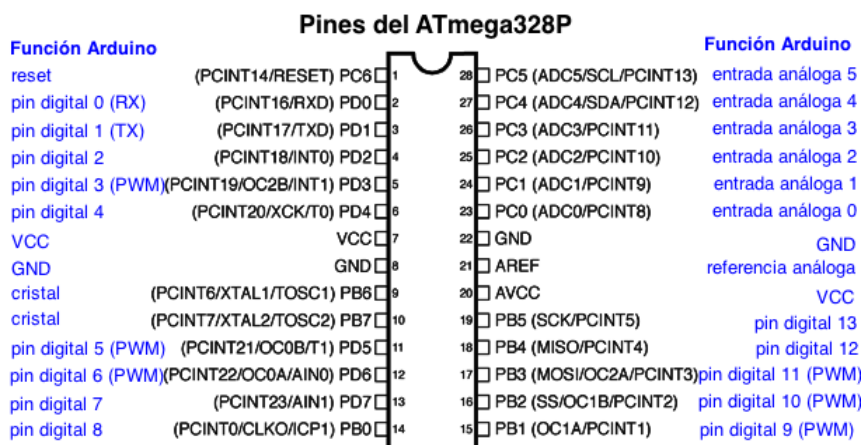 Pines del ATmega328P
Función Arduino Función Arduino
reset (PCINT14/RESET) PC6 1 28 PC5 (ADC5/SCL/PCINT13) entrada análoga 5
pin digital 0 (RX) (PCINT16/RXD) PD0 2 27 PC4 (ADC4/SDA/PCINT12) entrada análoga 4
pin digital 1 (TX) (PCINT17/TXD) PD1 3 26 PC3 (ADC3/PCINT11) entrada análoga 3
pin digital 2 (PCINT18/INT0) PD2 4 25 PC2 (ADC2/PCINT10) entrada análoga 2
pin digital 3 (PWM) (PCINT19/OC2B/INT1) PD3 5 24 PC1 (ADC1/PCINT9) entrada análoga 1
pin digital 4 (PCINT20/XCK/T0) PD4 6 23 PC0 (ADC0/PCINT8) entrada análoga 0
VCC VCC 7 22 GND GND
GND GND 8 21 AREF referencia análoga
cristal (PCINT6/XTAL1/TOSC1) PB6 9 20 AVCC VCC
cristal (PCINT7/XTAL2/TOSC2) PB7 10 19 PB5 (SCK/PCINT5) pin digital 13
pin digital 5 (PWM) (PCINT21/OC0B/T1) PD5 11 18 PB4 (MISO/PCINT4) pin digital 12
pin digital 6 (PWM) (PCINT22/OC0A/AIN0) PD6 12 17 PB3 (MOSI/OC2A/PCINT3) pin digital 11 (PWM)
pin digital 7 (PCINT23/AIN1) PD7 13 16 PB2 (SS/OC1B/PCINT2) pin digital 10 (PWM)
pin digital 8 (PCINT0/CLKO/ICP1) PB0 14 15 PB1 (OC1A/PCINT1) pin digital 9 (PWM)